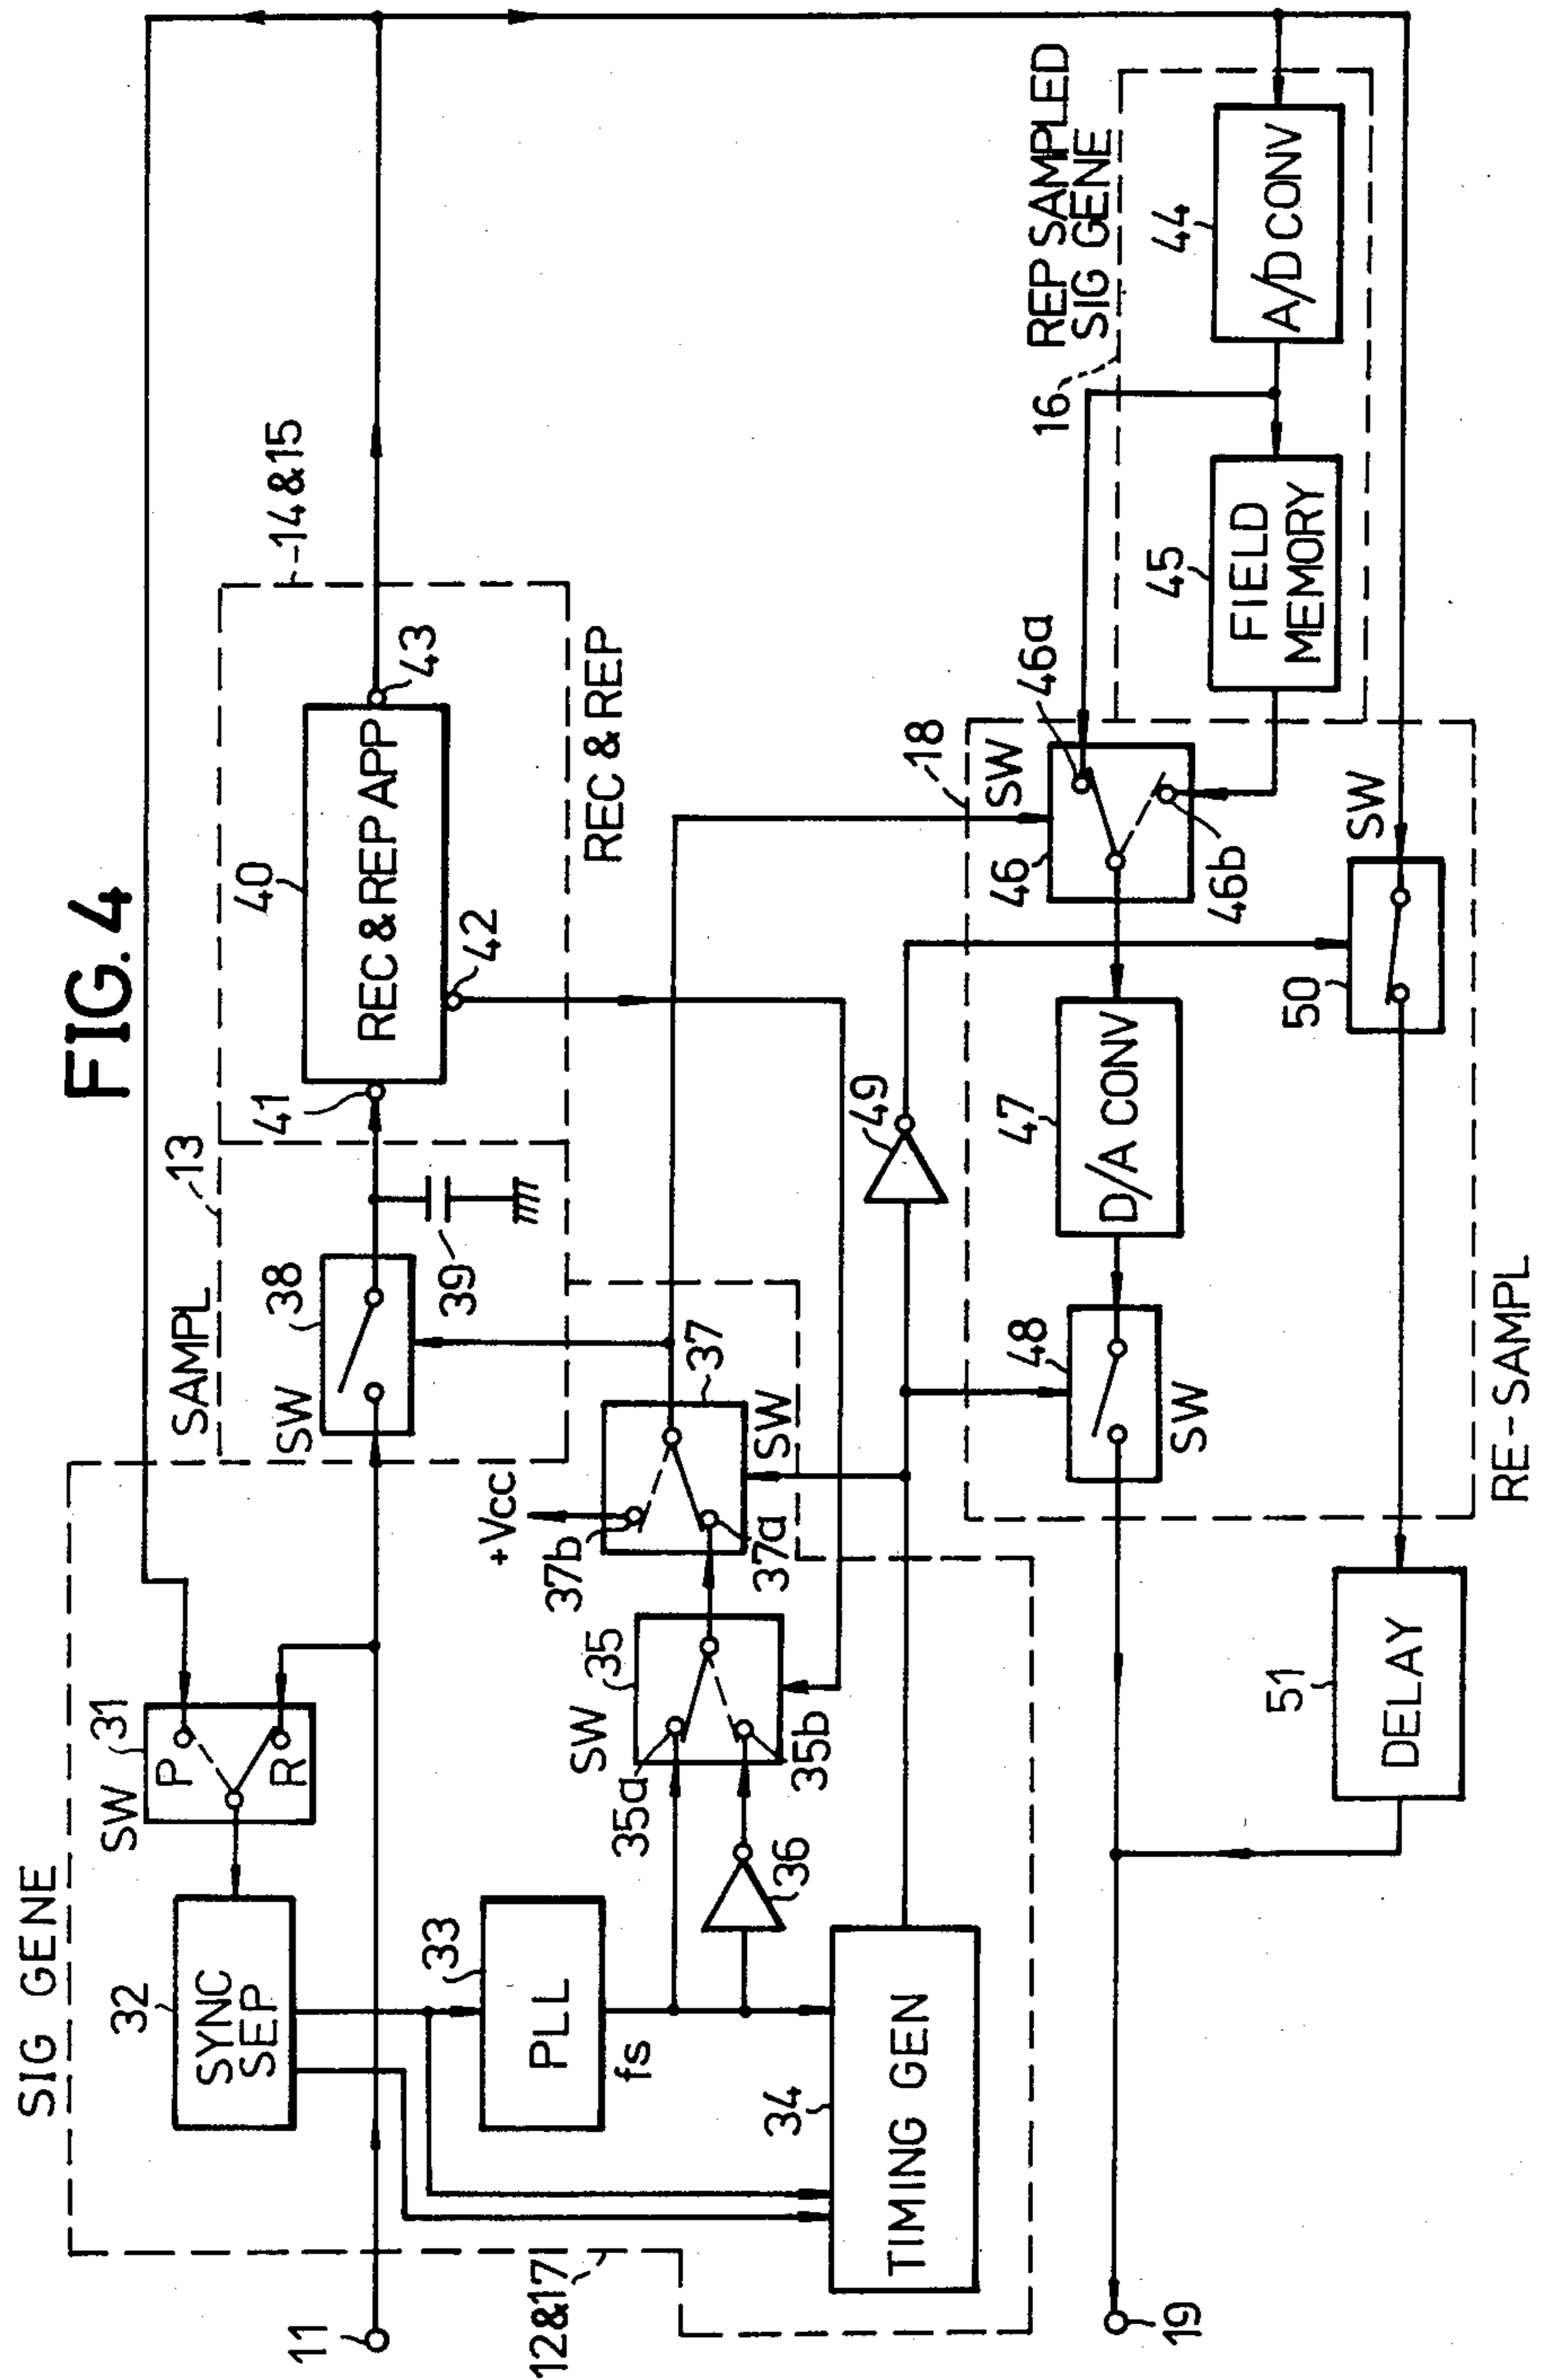 FIG. 4
SIG GENE
SW
31
P
R
32
SYNC
SEP
33
PLL
fs
34
TIMING GEN
12&17
11
SAMPL
13
SW
38
39
41
40
REC & REP APP
42
43
14&15
REC & REP
+Vcc
37b
37a
37
SW
SW
35
35a
35b
36
49
18
SW
46
46a
46b
47
D/A CONV
48
SW
50
SW
RE-SAMPL
51
DELAY
19
16
REP SAMPLED
SIG GENE
44
A/D CONV
45
FIELD
MEMORY